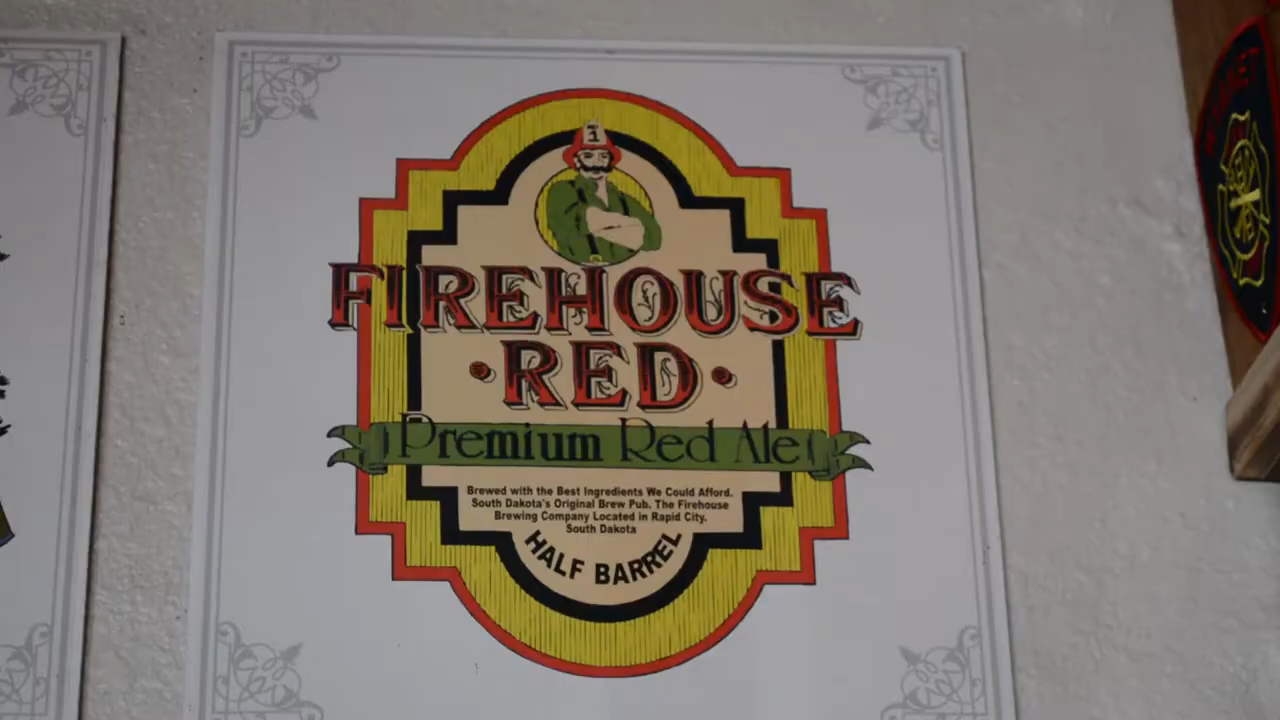 1
FIREHOUSE
·RED·
Premium Red Ale
Brewed with the Best Ingredients We Could Afford.
South Dakota's Original Brew Pub. The Firehouse
Brewing Company Located in Rapid City.
South Dakota
HALF BARREL